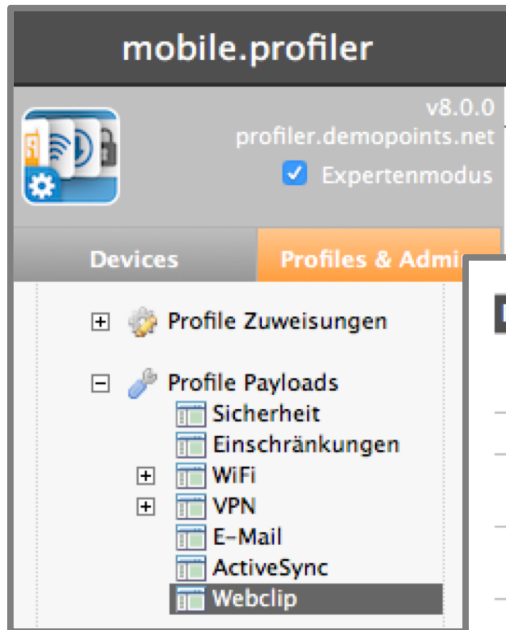 mobile.profiler
v8.0.0
profiler.demopoints.net
Expertenmodus
Devices
Profiles & Admi
Profile Zuweisungen
Profile Payloads
Sicherheit
Einschränkungen
WiFi
VPN
E-Mail
ActiveSync
Webclip